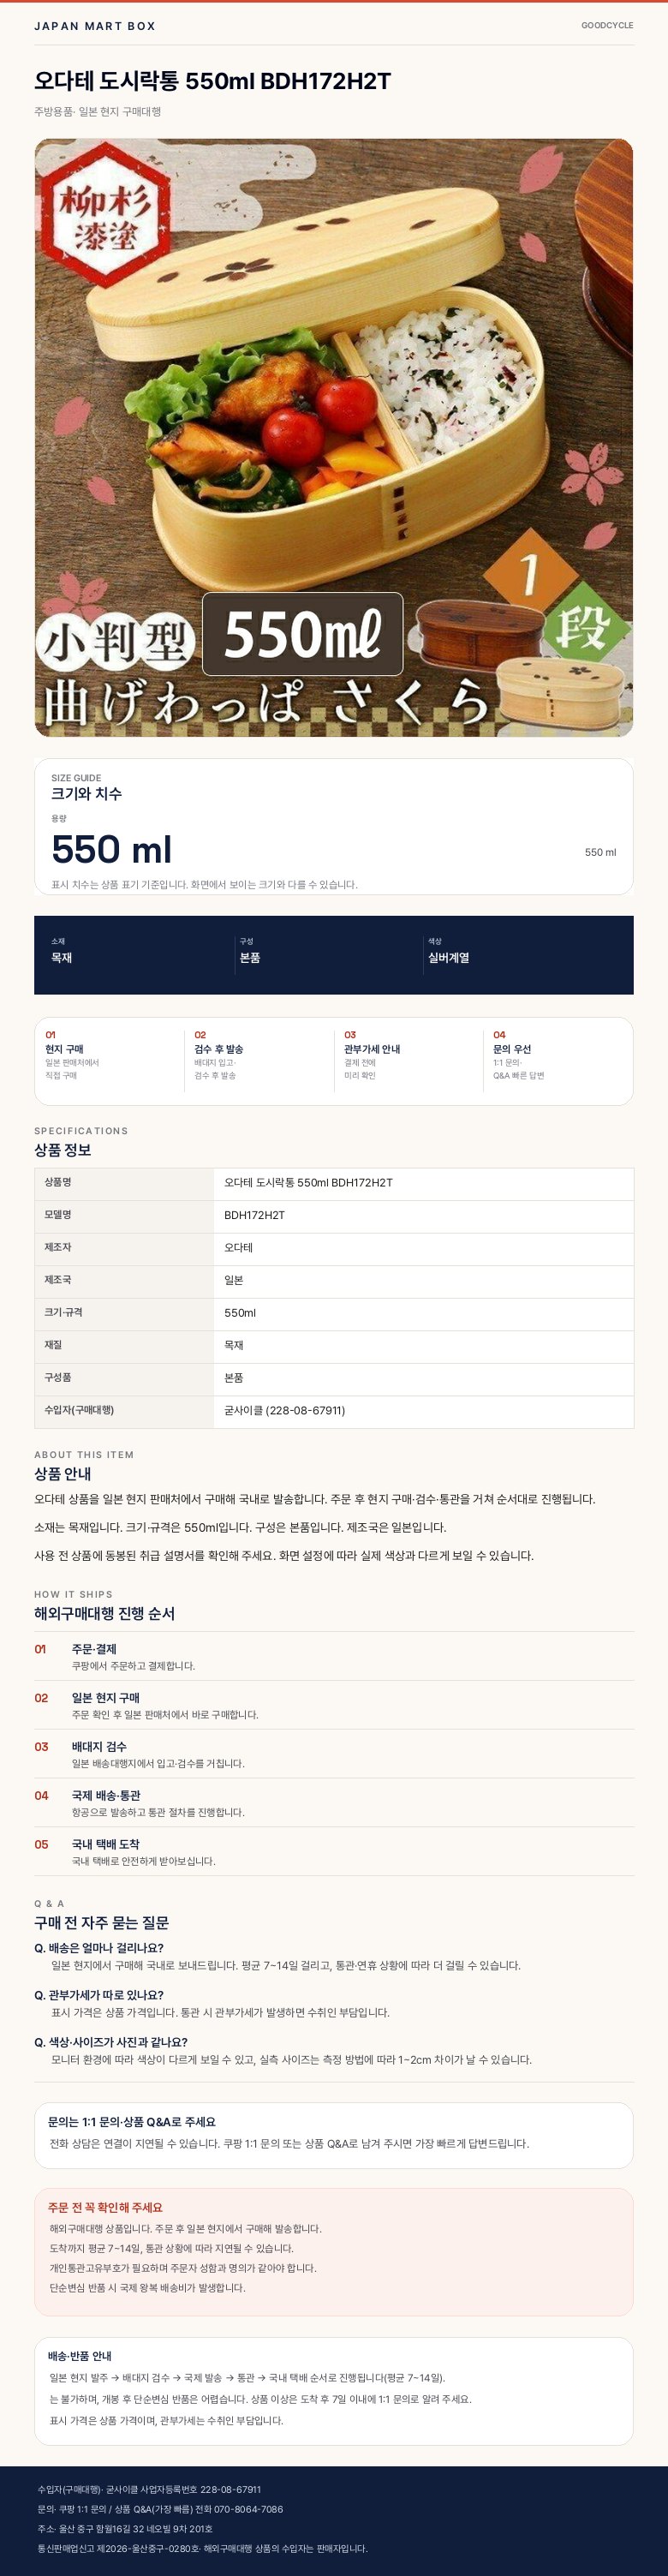 JAPAN MART BOX
GOODCYCLE
오다테 도시락통 550ml BDH172H2T
주방용품· 일본 현지 구매대행
柳杉
漆塗
1
段
小判型
550ml
曲げわっぱ さくら
SIZE GUIDE
크기와 치수
용량
550 ml
550 ml
표시 치수는 상품 표기 기준입니다. 화면에서 보이는 크기와 다를 수 있습니다.
소재
목재
구성
본품
색상
실버계열
01
현지 구매
일본 판매처에서
직접 구매
02
검수 후 발송
배대지 입고·
검수 후 발송
03
관부가세 안내
결제 전에
미리 확인
04
문의 우선
1:1 문의·
Q&A 빠른 답변
SPECIFICATIONS
상품 정보
상품명 오다테 도시락통 550ml BDH172H2T
모델명 BDH172H2T
제조자 오다테
제조국 일본
크기·규격 550ml
재질 목재
구성품 본품
수입자(구매대행) 굳사이클 (228-08-67911)
ABOUT THIS ITEM
상품 안내
오다테 상품을 일본 현지 판매처에서 구매해 국내로 발송합니다. 주문 후 현지 구매·검수·통관을 거쳐 순서대로 진행됩니다.
소재는 목재입니다. 크기·규격은 550ml입니다. 구성은 본품입니다. 제조국은 일본입니다.
사용 전 상품에 동봉된 취급 설명서를 확인해 주세요. 화면 설정에 따라 실제 색상과 다르게 보일 수 있습니다.
HOW IT SHIPS
해외구매대행 진행 순서
01 주문·결제
쿠팡에서 주문하고 결제합니다.
02 일본 현지 구매
주문 확인 후 일본 판매처에서 바로 구매합니다.
03 배대지 검수
일본 배송대행지에서 입고·검수를 거칩니다.
04 국제 배송·통관
항공으로 발송하고 통관 절차를 진행합니다.
05 국내 택배 도착
국내 택배로 안전하게 받아보십니다.
Q & A
구매 전 자주 묻는 질문
Q. 배송은 얼마나 걸리나요?
일본 현지에서 구매해 국내로 보내드립니다. 평균 7~14일 걸리고, 통관·연휴 상황에 따라 더 걸릴 수 있습니다.
Q. 관부가세가 따로 있나요?
표시 가격은 상품 가격입니다. 통관 시 관부가세가 발생하면 수취인 부담입니다.
Q. 색상·사이즈가 사진과 같나요?
모니터 환경에 따라 색상이 다르게 보일 수 있고, 실측 사이즈는 측정 방법에 따라 1~2cm 차이가 날 수 있습니다.
문의는 1:1 문의·상품 Q&A로 주세요
전화 상담은 연결이 지연될 수 있습니다. 쿠팡 1:1 문의 또는 상품 Q&A로 남겨 주시면 가장 빠르게 답변드립니다.
주문 전 꼭 확인해 주세요
해외구매대행 상품입니다. 주문 후 일본 현지에서 구매해 발송합니다.
도착까지 평균 7~14일, 통관 상황에 따라 지연될 수 있습니다.
개인통관고유부호가 필요하며 주문자 성함과 명의가 같아야 합니다.
단순변심 반품 시 국제 왕복 배송비가 발생합니다.
배송·반품 안내
일본 현지 발주 → 배대지 검수 → 국제 발송 → 통관 → 국내 택배 순서로 진행됩니다(평균 7~14일).
는 불가하며, 개봉 후 단순변심 반품은 어렵습니다. 상품 이상은 도착 후 7일 이내에 1:1 문의로 알려 주세요.
표시 가격은 상품 가격이며, 관부가세는 수취인 부담입니다.
수입자(구매대행)· 굳사이클 사업자등록번호 228-08-67911
문의· 쿠팡 1:1 문의 / 상품 Q&A(가장 빠름) 전화 070-8064-7086
주소· 울산 중구 함월16길 32 네오빌 9차 201호
통신판매업신고 제2026-울산중구-0280호· 해외구매대행 상품의 수입자는 판매자입니다.